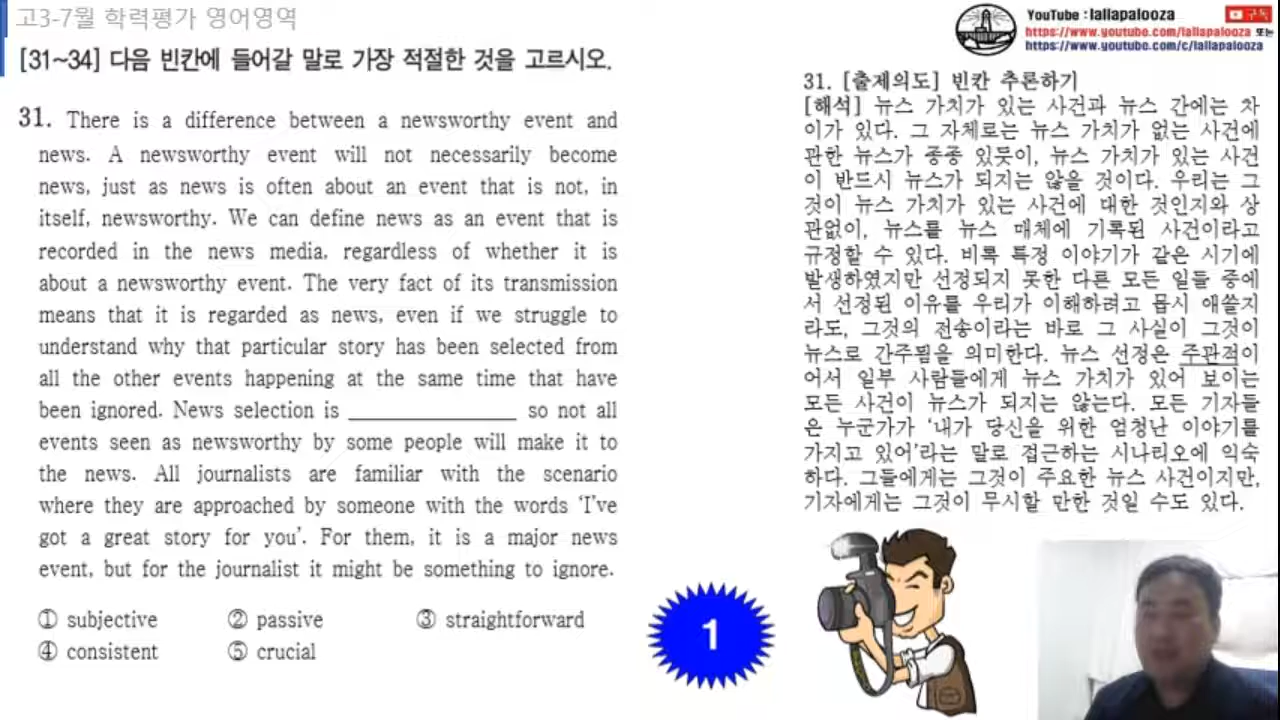 고3-7월 학력평가 영어영역
[31~34] 다음 빈칸에 들어갈 말로 가장 적절한 것을 고르시오.
31. There is a difference between a newsworthy event and
news. A newsworthy event will not necessarily become
news, just as news is often about an event that is not, in
itself, newsworthy. We can define news as an event that is
recorded in the news media, regardless of whether it is
about a newsworthy event. The very fact of its transmission
means that it is regarded as news, even if we struggle to
understand why that particular story has been selected from
all the other events happening at the same time that have
been ignored. News selection is ________________ so not all
events seen as newsworthy by some people will make it to
the news. All journalists are familiar with the scenario
where they are approached by someone with the words ‘I’ve
got a great story for you’. For them, it is a major news
event, but for the journalist it might be something to ignore.
① subjective ② passive ③ straightforward
④ consistent ⑤ crucial
1
YouTube : lallapalooza
구독
https://www.youtube.com/lallapalooza 또는
https://www.youtube.com/c/lallapalooza
31. [출제의도] 빈칸 추론하기
[해석] 뉴스 가치가 있는 사건과 뉴스 간에는 차
이가 있다. 그 자체로는 뉴스 가치가 없는 사건에
관한 뉴스가 종종 있듯이, 뉴스 가치가 있는 사건
이 반드시 뉴스가 되지는 않을 것이다. 우리는 그
것이 뉴스 가치가 있는 사건에 대한 것인지와 상
관없이, 뉴스를 뉴스 매체에 기록된 사건이라고
규정할 수 있다. 비록 특정 이야기가 같은 시기에
발생하였지만 선정되지 못한 다른 모든 일들 중에
서 선정된 이유를 우리가 이해하려고 몹시 애쓸지
라도, 그것의 전송이라는 바로 그 사실이 그것이
뉴스로 간주됨을 의미한다. 뉴스 선정은 주관적이
어서 일부 사람들에게 뉴스 가치가 있어 보이는
모든 사건이 뉴스가 되지는 않는다. 모든 기자들
은 누군가가 ‘내가 당신을 위한 엄청난 이야기를
가지고 있어’라는 말로 접근하는 시나리오에 익숙
하다. 그들에게는 그것이 주요한 뉴스 사건이지만,
기자에게는 그것이 무시할 만한 것일 수도 있다.